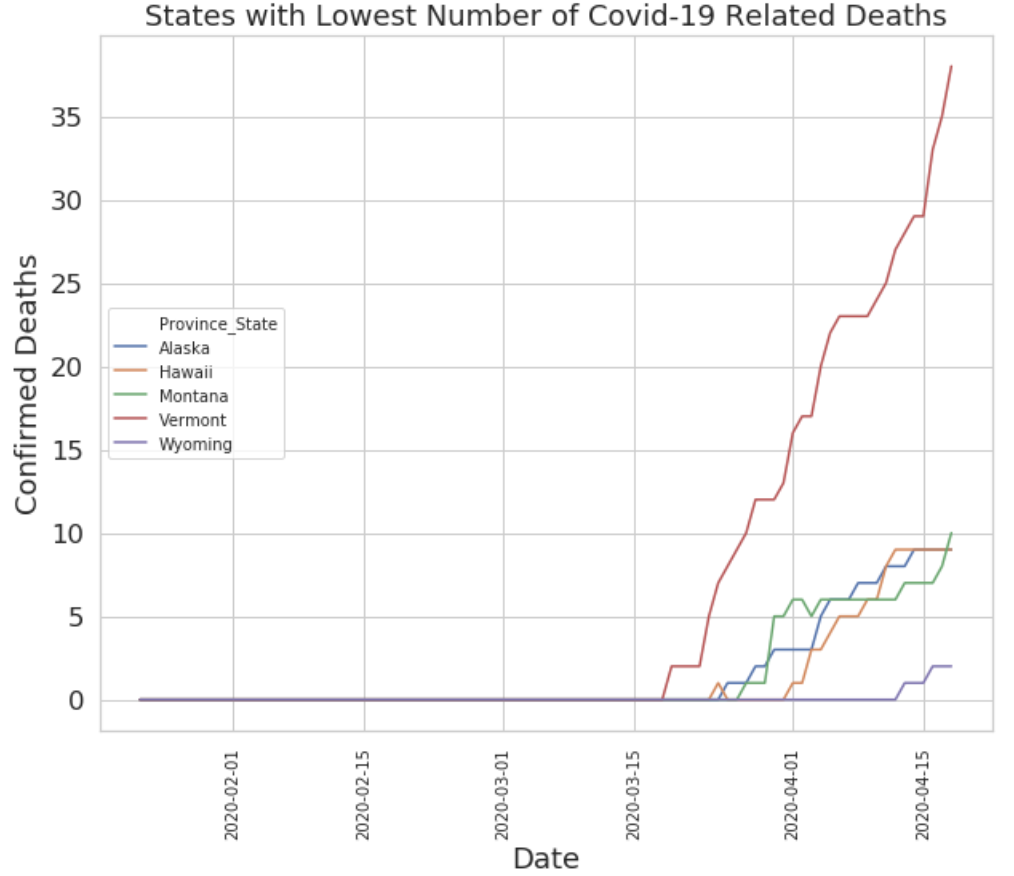 States with Lowest Number of Covid-19 Related Deaths
Confirmed Deaths
35
30
25
20
15
10
5
0
Province_State
Alaska
Hawaii
Montana
Vermont
Wyoming
2020-02-01
2020-02-15
2020-03-01
2020-03-15
2020-04-01
2020-04-15
Date